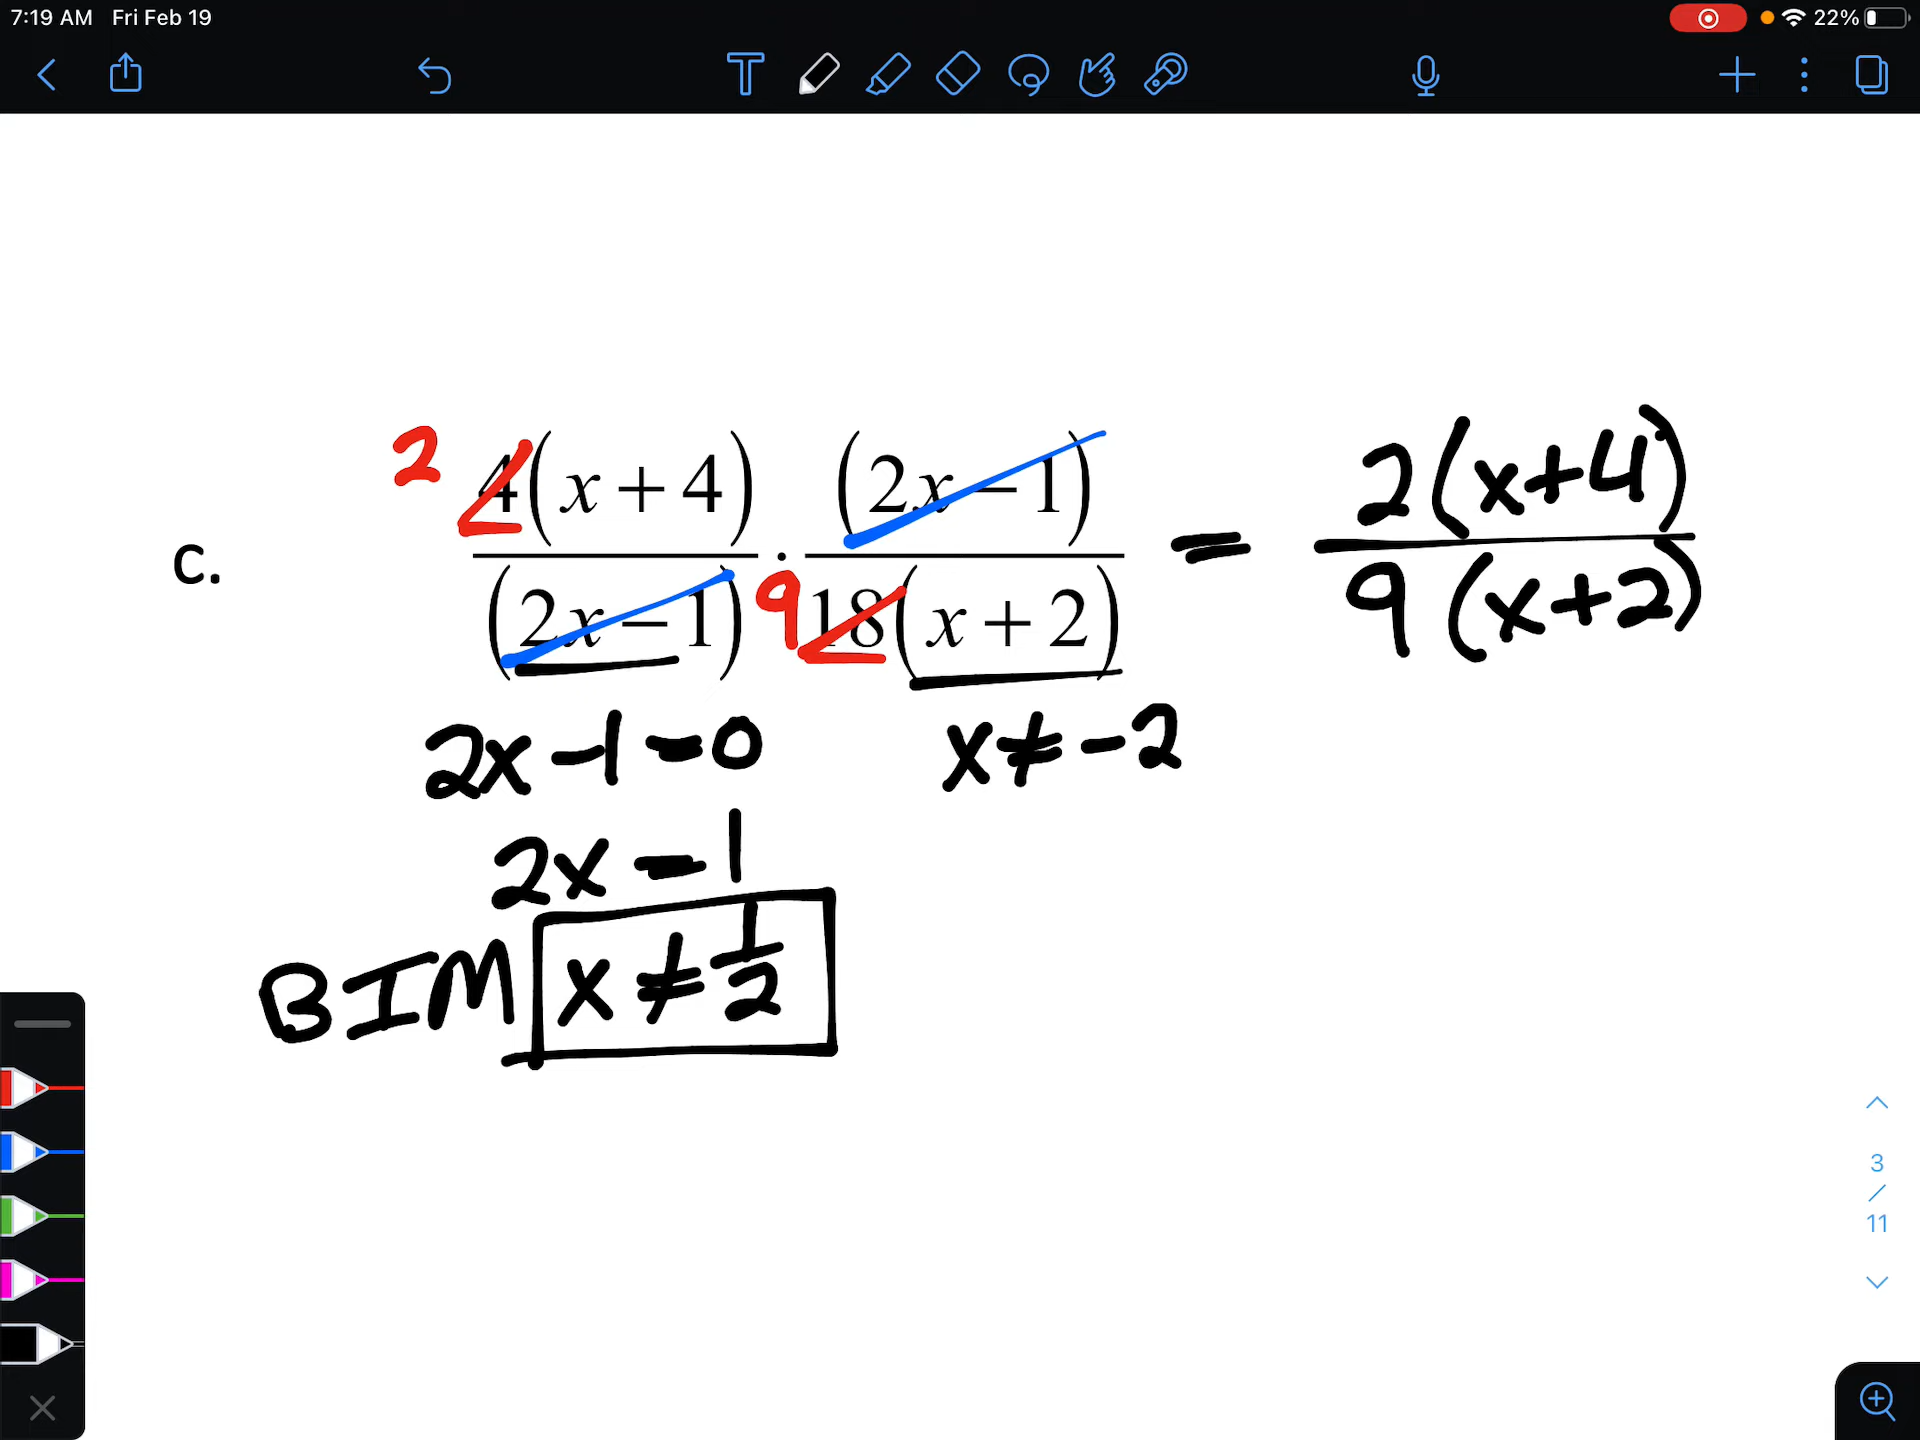 7:19 AM Fri Feb 19 22%
T
c. 2 4(x + 4) / (2x − 1) · (2x − 1) / 9 18(x + 2) = 2(x+4) / 9(x+2)
2x −1 = 0 x ≠ −2
2x = 1
BIM x ≠ 1/2
3
/
11